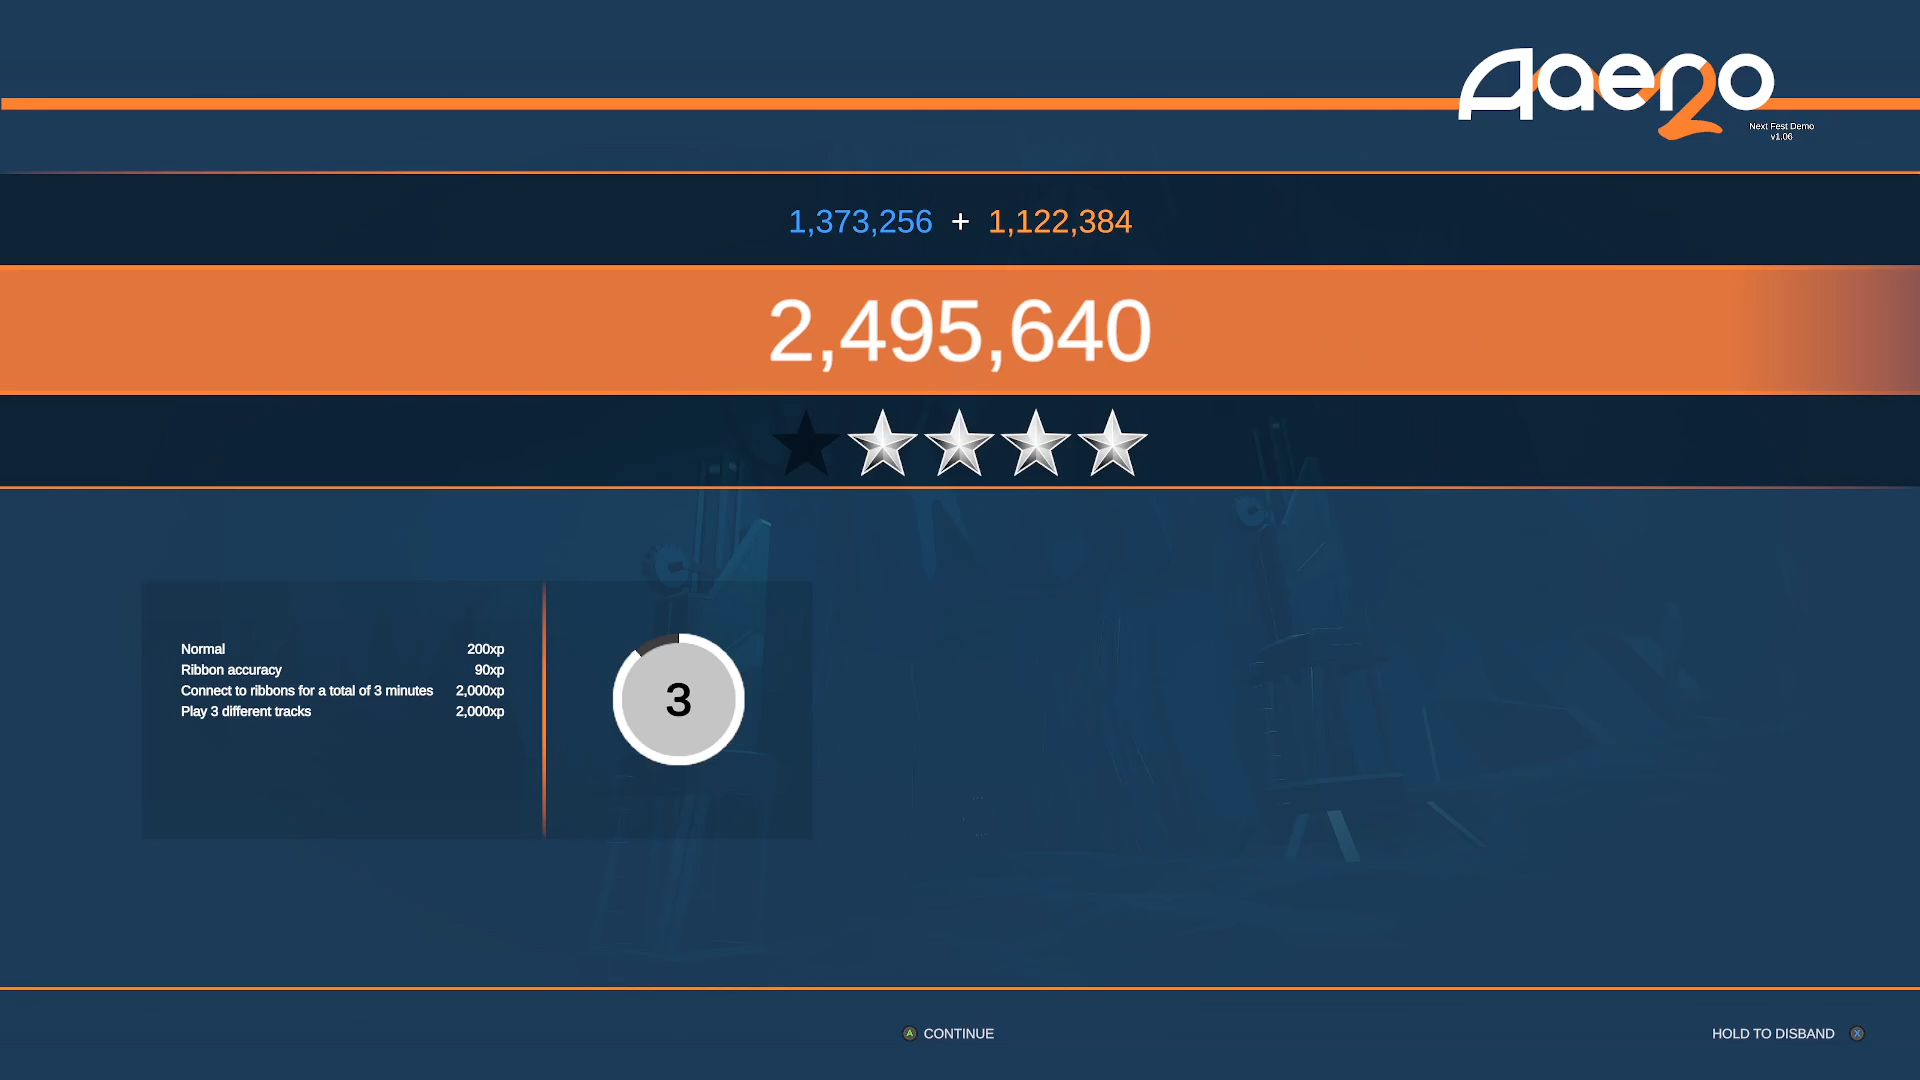 Aaero
2
Next Fest Demo
v1.06
1,373,256 + 1,122,384
2,495,640
Normal 200xp
Ribbon accuracy 90xp
Connect to ribbons for a total of 3 minutes 2,000xp
Play 3 different tracks 2,000xp
3
A CONTINUE
HOLD TO DISBAND X